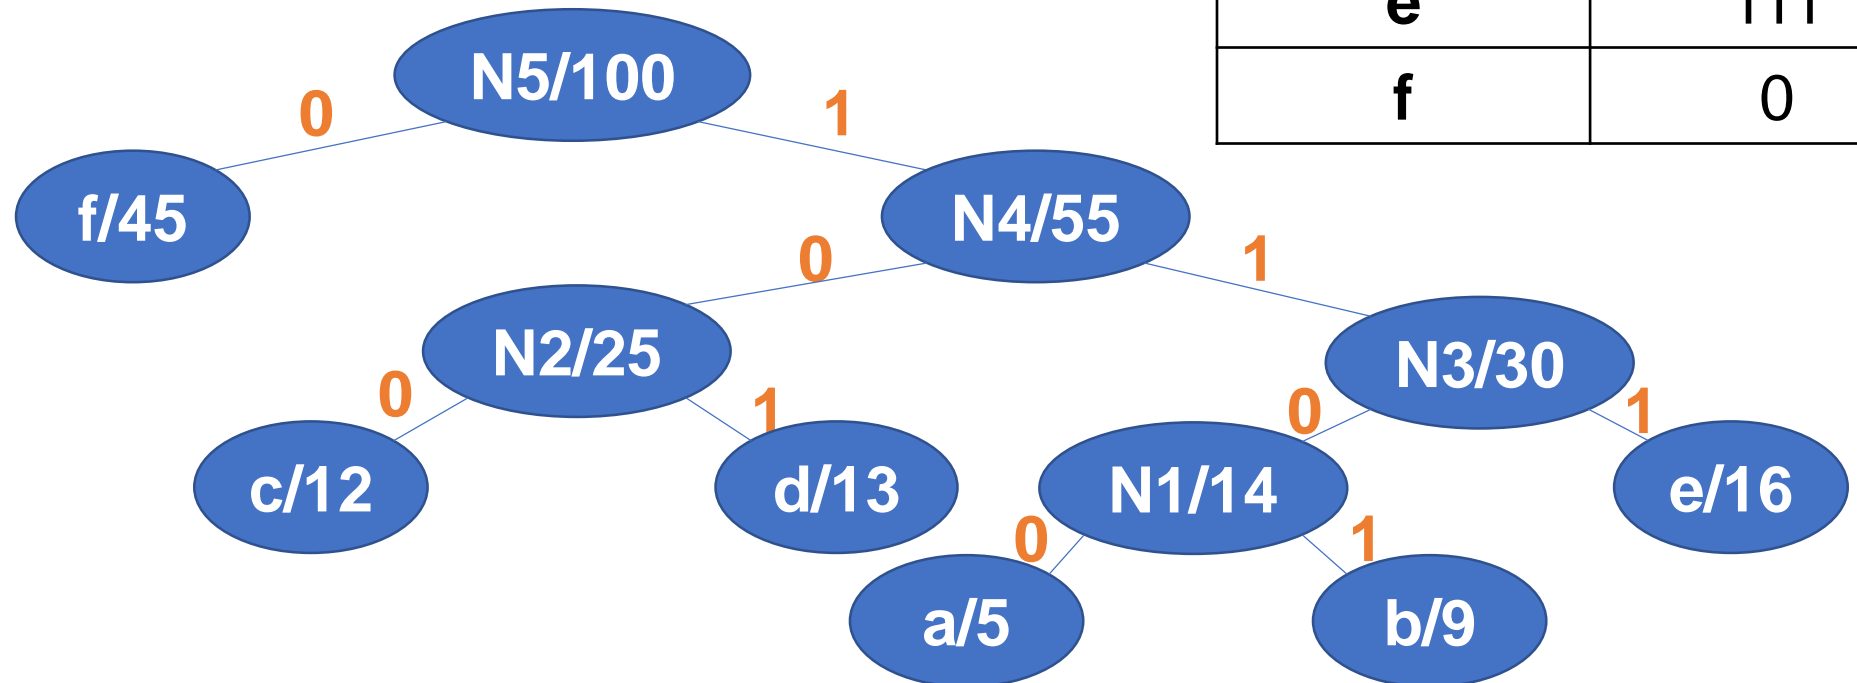 e 111
f 0
N5/100
0 1
f/45 N4/55
0 1
N2/25 N3/30
0 1 0 1
c/12 d/13 N1/14 e/16
0 1
a/5 b/9